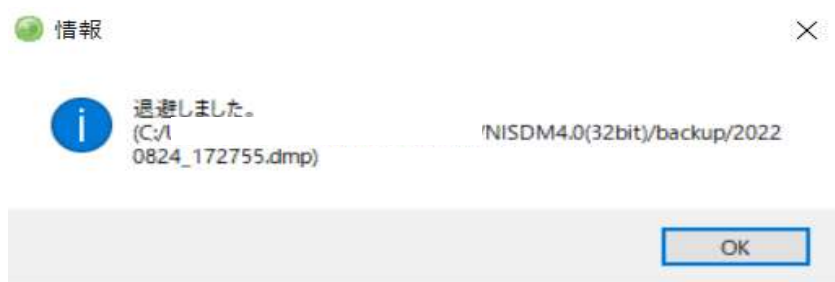 情報
退避しました。
(C:/ /NISDM4.0(32bit)/backup/2022
0824_172755.dmp)
OK